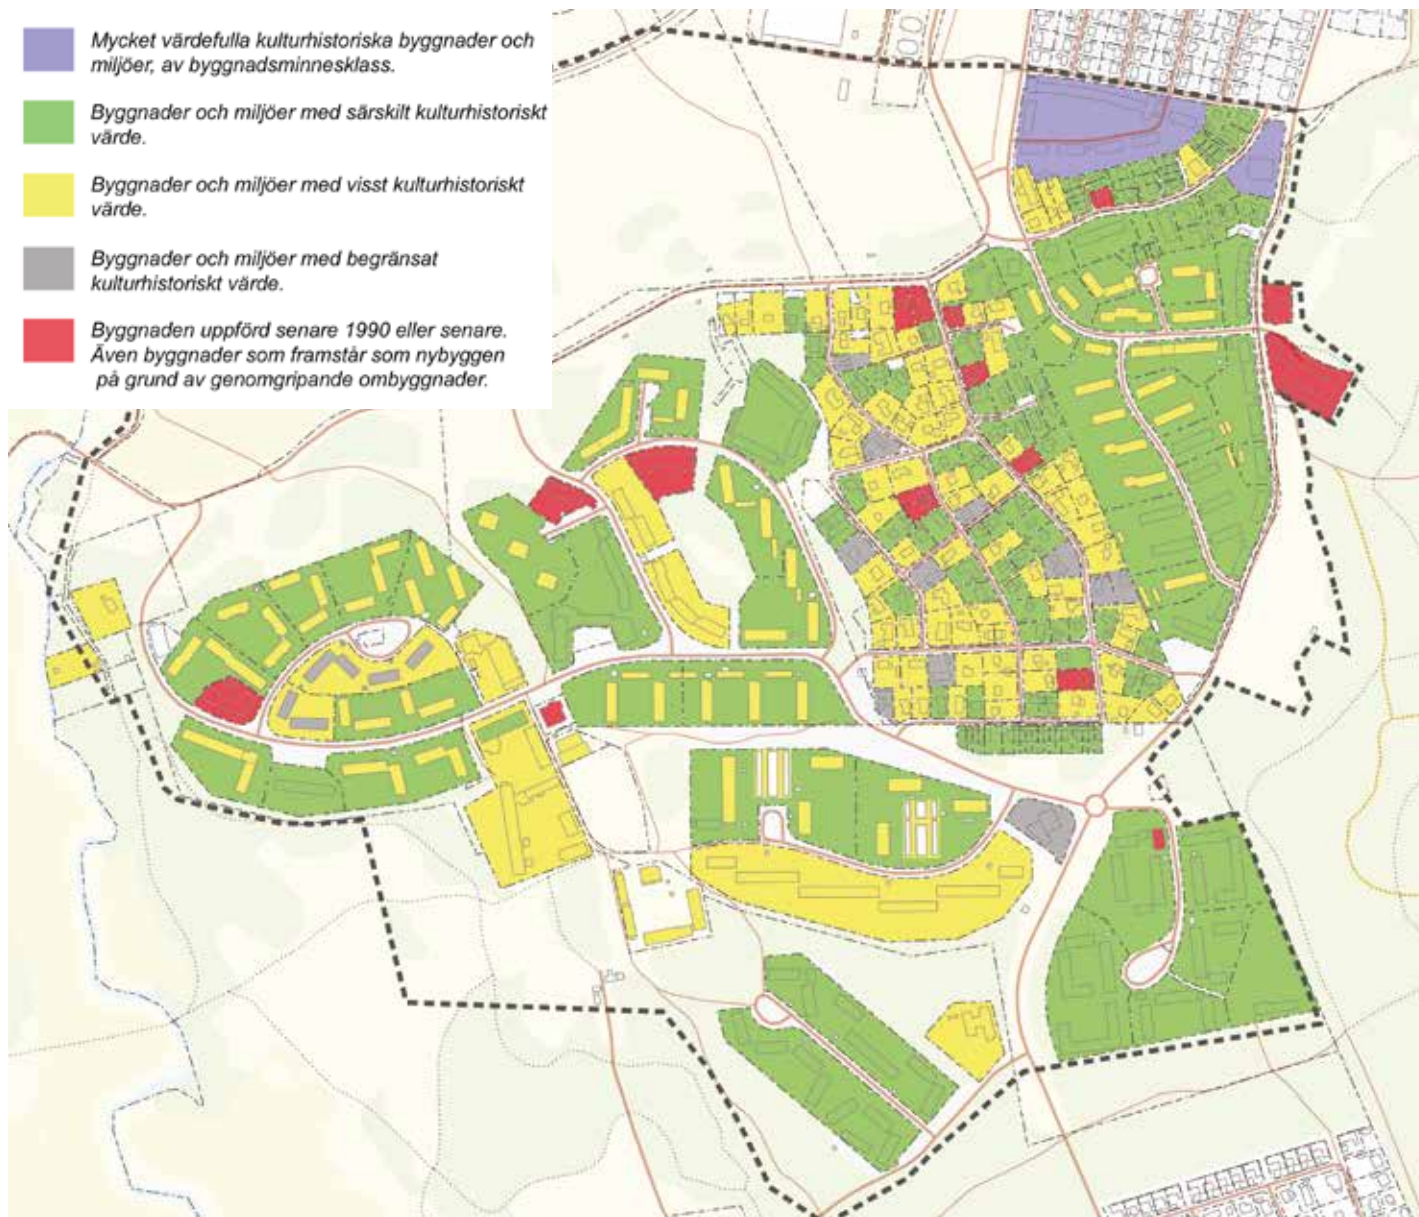 Mycket värdefulla kulturhistoriska byggnader och
miljöer, av byggnadsminnesklass.
Byggnader och miljöer med särskilt kulturhistoriskt
värde.
Byggnader och miljöer med visst kulturhistoriskt
värde.
Byggnader och miljöer med begränsat
kulturhistoriskt värde.
Byggnaden uppförd senare 1990 eller senare.
Även byggnader som framstår som nybyggen
på grund av genomgripande ombyggnader.